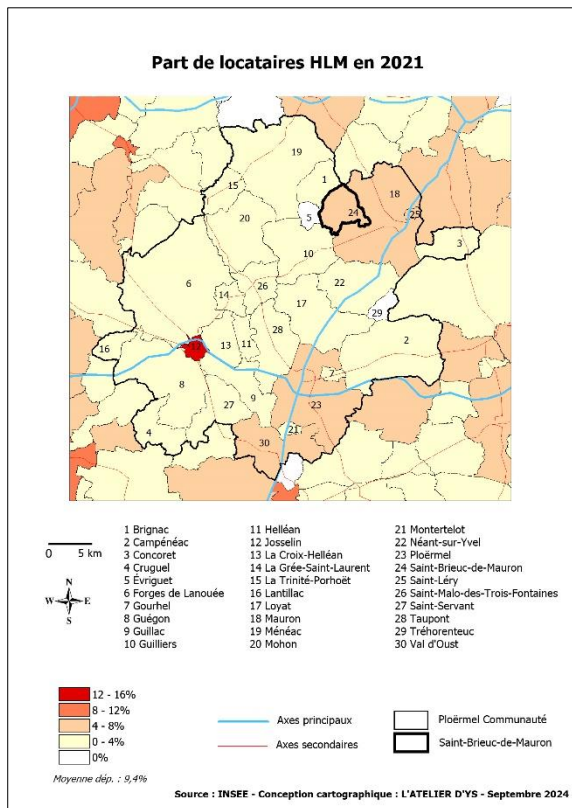 Part de locataires HLM en 2021
19
15
1
18
20
5
24
25
3
10
6
26
22
14
17
29
12
13
11
28
2
16
7
8
27
9
23
4
21
30
0 5 km
N
W E
S
1 Brignac
2 Campénéac
3 Concoret
4 Cruguel
5 Évriguet
6 Forges de Lanouée
7 Gourhel
8 Guégon
9 Guillac
10 Guilliers
11 Helléan
12 Josselin
13 La Croix-Helléan
14 La Grée-Saint-Laurent
15 La Trinité-Porhoët
16 Lantillac
17 Loyat
18 Mauron
19 Ménéac
20 Mohon
21 Montertelot
22 Néant-sur-Yvel
23 Ploërmel
24 Saint-Brieuc-de-Mauron
25 Saint-Léry
26 Saint-Malo-des-Trois-Fontaines
27 Saint-Servant
28 Taupont
29 Tréhorenteuc
30 Val d'Oust
12 - 16%
8 - 12%
4 - 8%
0 - 4%
0%
Moyenne dép. : 9,4%
Axes principaux
Axes secondaires
Ploërmel Communauté
Saint-Brieuc-de-Mauron
Source : INSEE - Conception cartographique : L'ATELIER D'YS - Septembre 2024